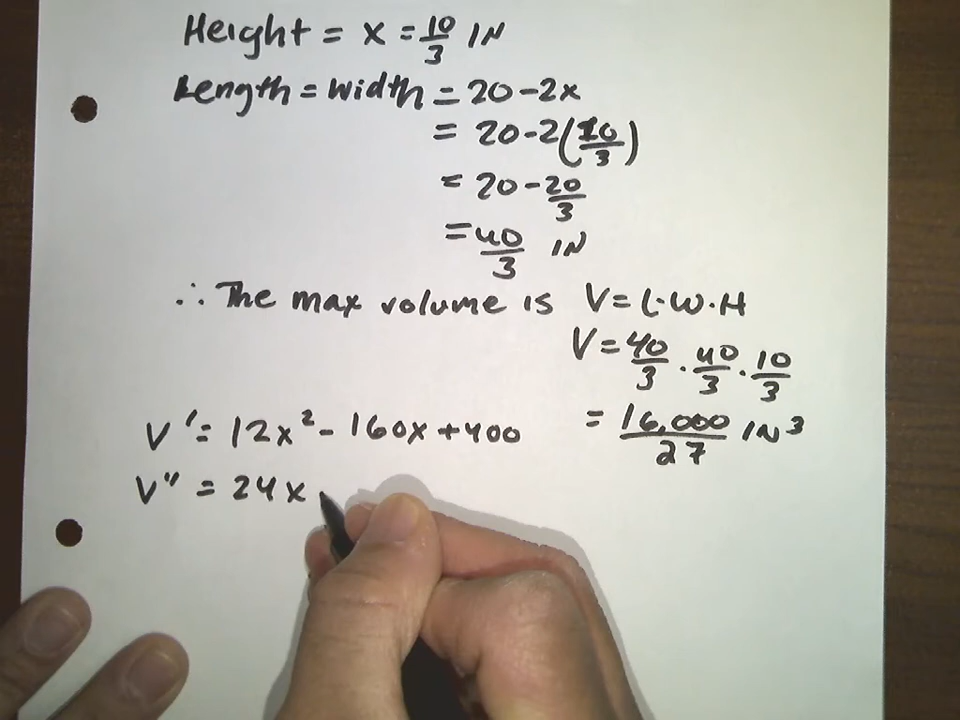 Height = x = 10/3 IN
Length = Width = 20 - 2x
= 20 - 2(10/3)
= 20 - 20/3
= 40/3 IN
∴ The max volume is V = L·W·H
V = 40/3 · 40/3 · 10/3
= 16,000/27 IN³
V' = 12x² - 160x + 400
V" = 24x